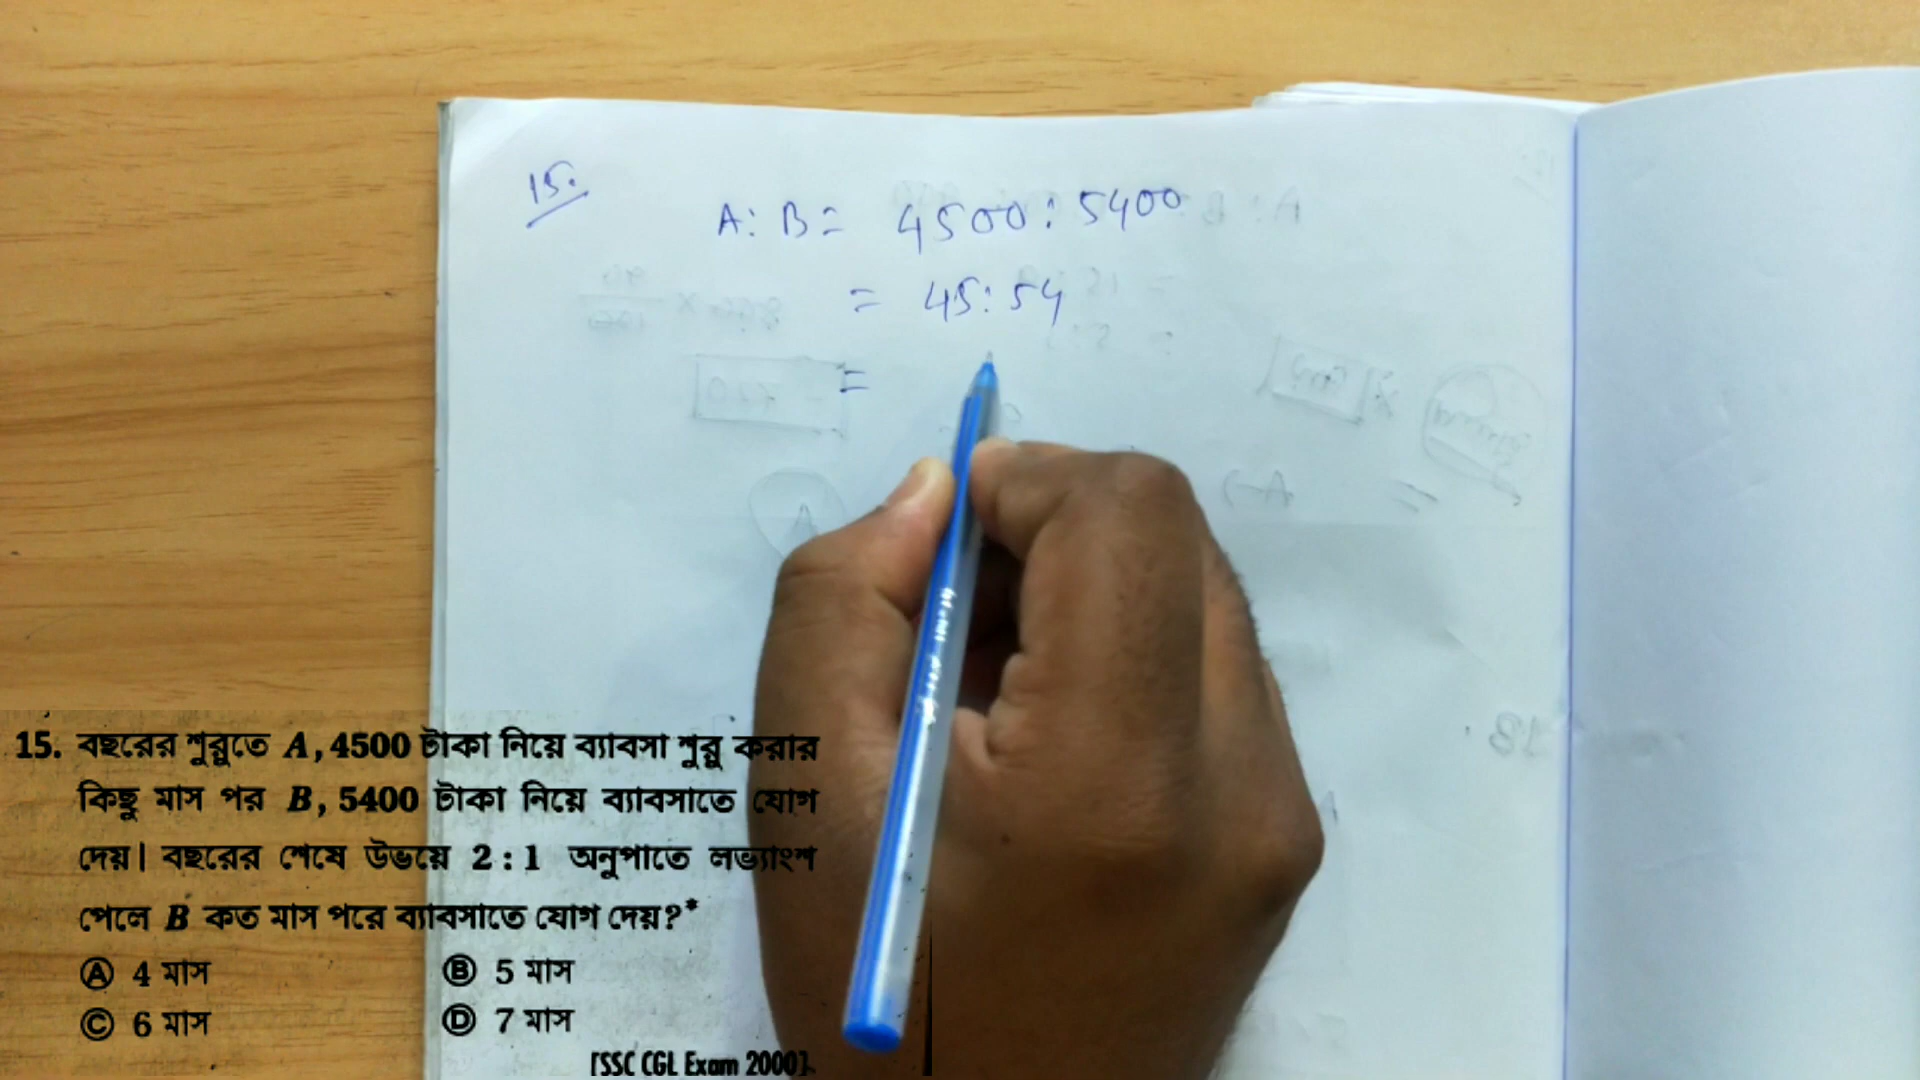 15.
A: B = 4500 : 5400
= 45 : 54
=
15. বছরের শুরুতে A, 4500 টাকা নিয়ে ব্যাবসা শুরু করার
কিছু মাস পর B, 5400 টাকা নিয়ে ব্যাবসাতে যোগ
দেয়। বছরের শেষে উভয়ে 2 : 1 অনুপাতে লভ্যাংশ
পেলে B কত মাস পরে ব্যাবসাতে যোগ দেয়?*
Ⓐ 4 মাস Ⓑ 5 মাস
Ⓒ 6 মাস Ⓓ 7 মাস
[SSC CGL Exam 2000]